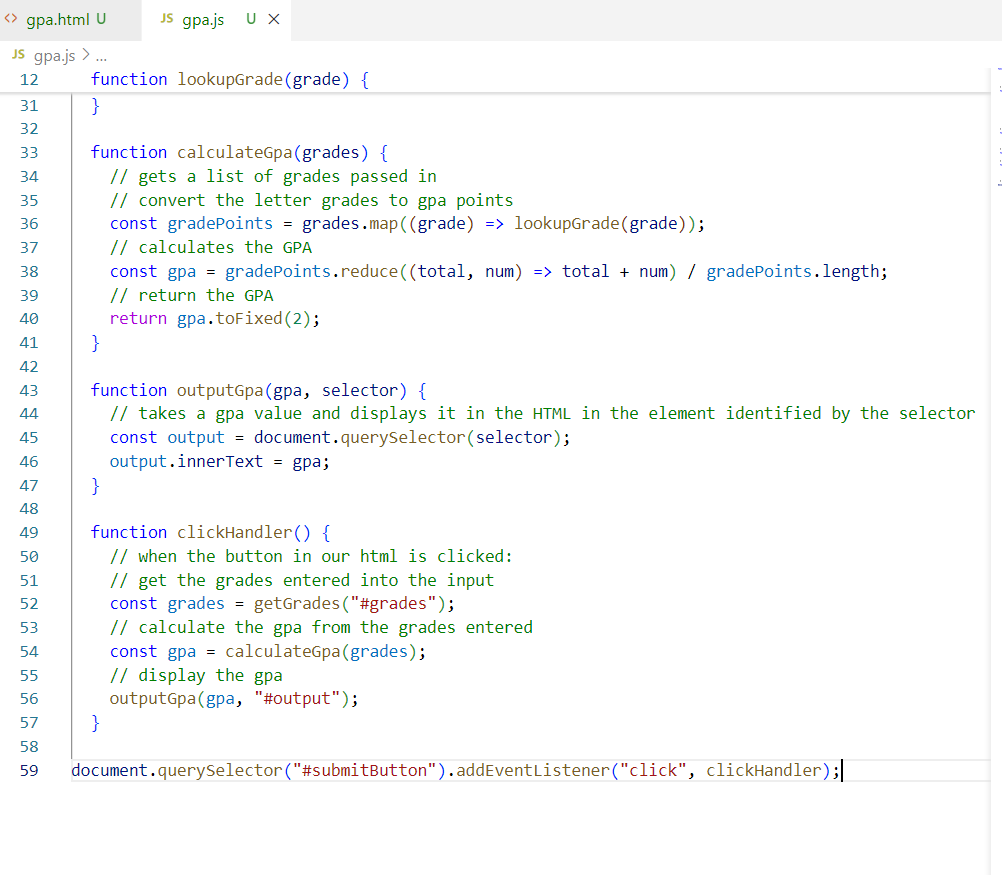 <> gpa.html U JS gpa.js U ×
JS gpa.js > ...
12 function lookupGrade(grade) {
31 }
32
33 function calculateGpa(grades) {
34 // gets a list of grades passed in
35 // convert the letter grades to gpa points
36 const gradePoints = grades.map((grade) => lookupGrade(grade));
37 // calculates the GPA
38 const gpa = gradePoints.reduce((total, num) => total + num) / gradePoints.length;
39 // return the GPA
40 return gpa.toFixed(2);
41 }
42
43 function outputGpa(gpa, selector) {
44 // takes a gpa value and displays it in the HTML in the element identified by the selector
45 const output = document.querySelector(selector);
46 output.innerText = gpa;
47 }
48
49 function clickHandler() {
50 // when the button in our html is clicked:
51 // get the grades entered into the input
52 const grades = getGrades("#grades");
53 // calculate the gpa from the grades entered
54 const gpa = calculateGpa(grades);
55 // display the gpa
56 outputGpa(gpa, "#output");
57 }
58
59 document.querySelector("#submitButton").addEventListener("click", clickHandler);